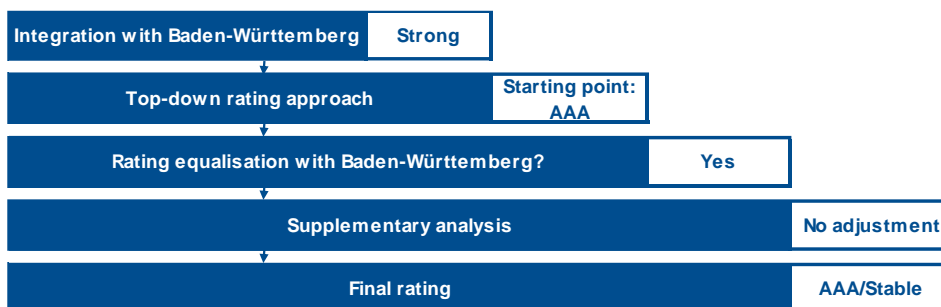 Integration with Baden-Württemberg Strong
Top-down rating approach Starting point:
AAA
Rating equalisation with Baden-Württemberg? Yes
Supplementary analysis No adjustment
Final rating AAA/Stable